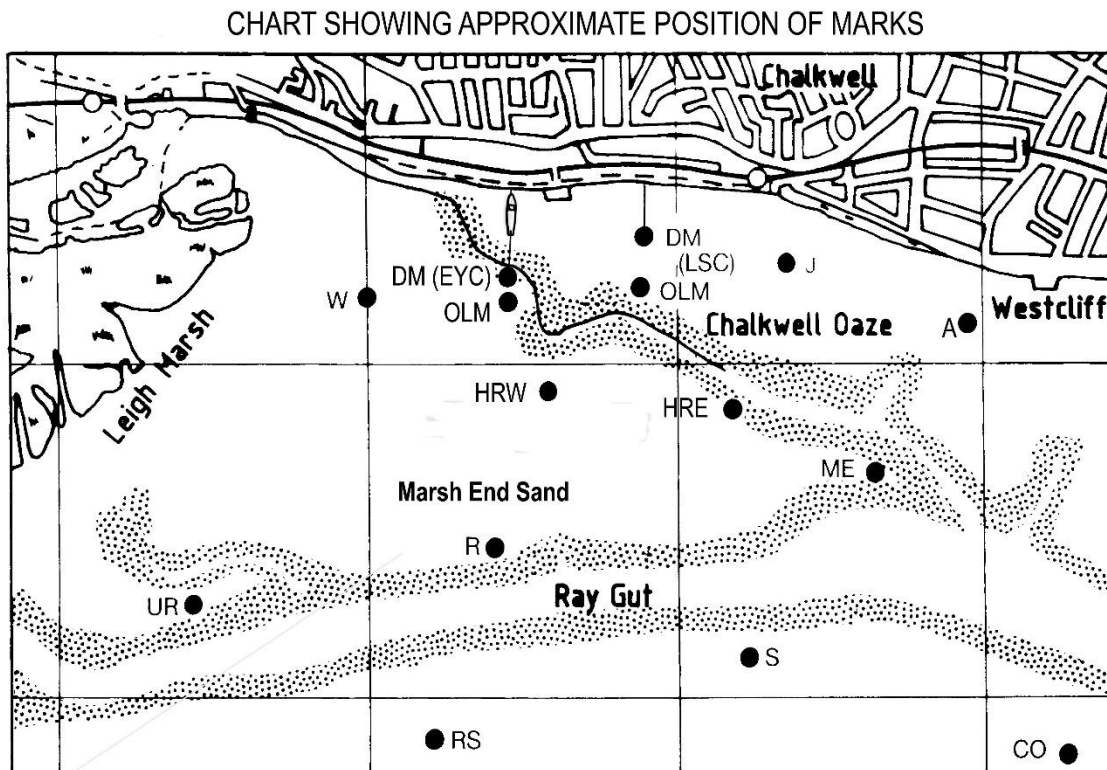 CHART SHOWING APPROXIMATE POSITION OF MARKS
Chalkwell
DM
(LSC)
J
DM (EYC)
OLM
W
OLM
Chalkwell Oaze
Westcliff
A
Leigh Marsh
HRW
HRE
ME
Marsh End Sand
R
UR
Ray Gut
S
RS
CO